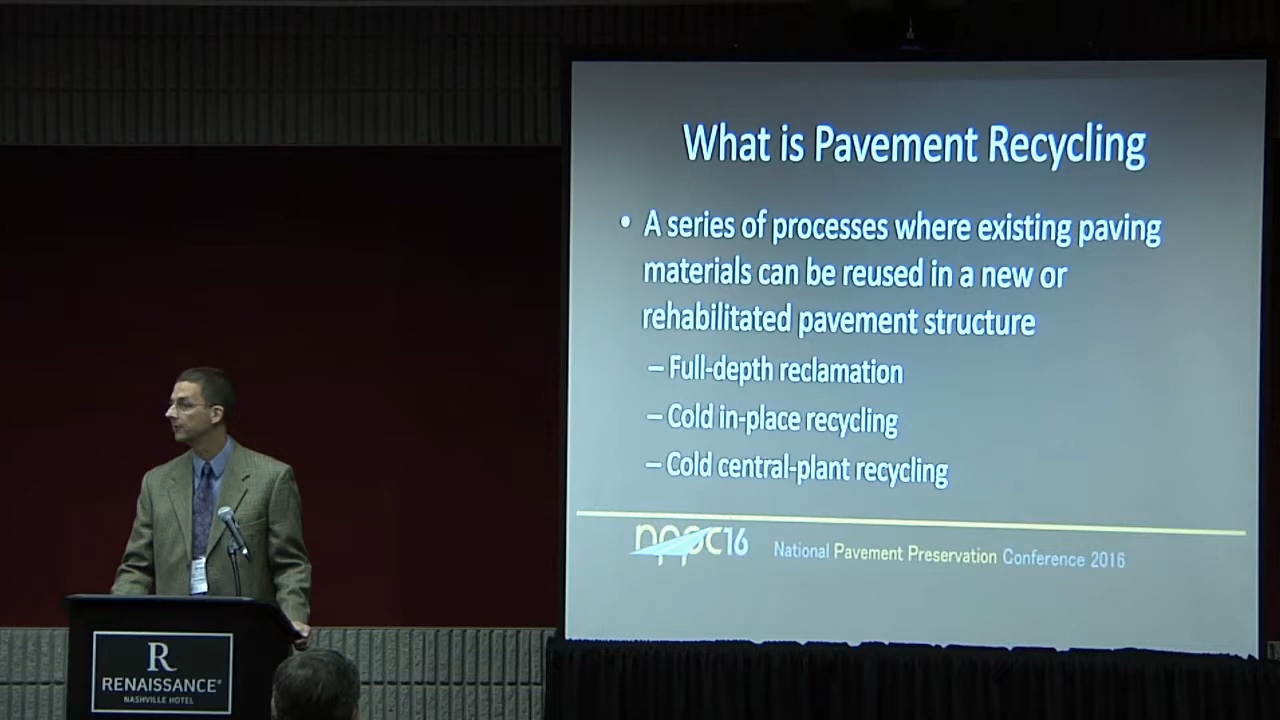 What is Pavement Recycling
• A series of processes where existing paving
materials can be reused in a new or
rehabilitated pavement structure
– Full-depth reclamation
– Cold in-place recycling
– Cold central-plant recycling
nppc16
National Pavement Preservation Conference 2016
R
RENAISSANCE®
NASHVILLE HOTEL